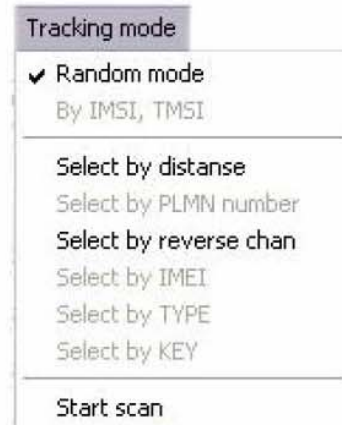 Tracking mode
Random mode
By IMSI, TMSI
Select by distanse
Select by PLMN number
Select by reverse chan
Select by IMEI
Select by TYPE
Select by KEY
Start scan